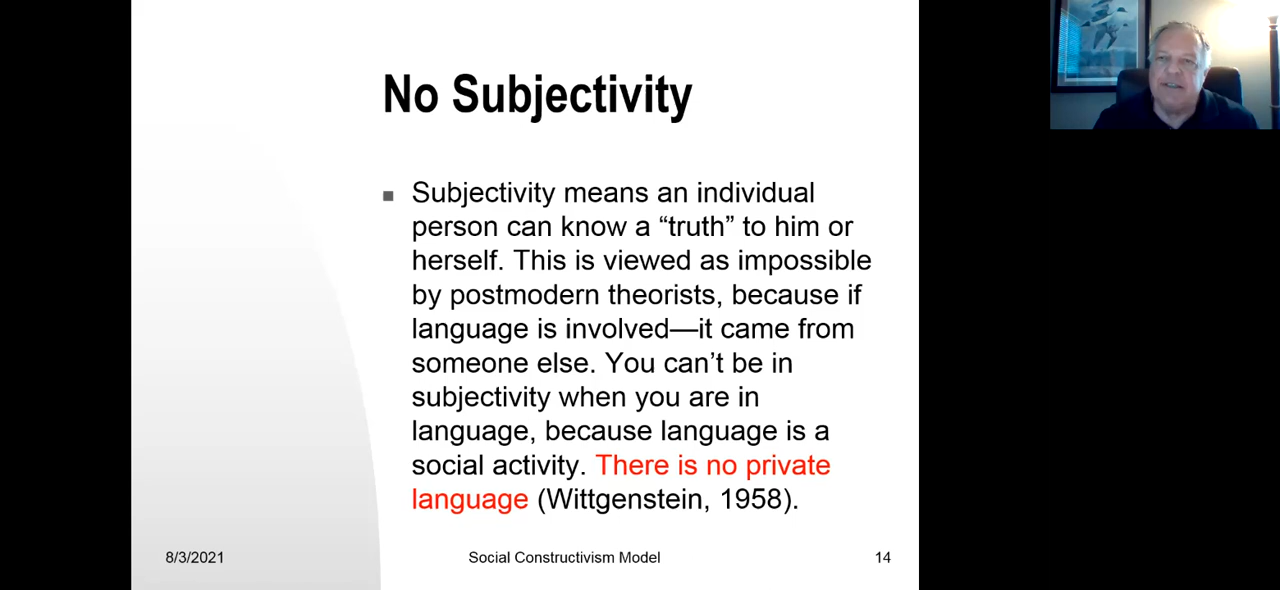 No Subjectivity
■ Subjectivity means an individual
person can know a “truth” to him or
herself. This is viewed as impossible
by postmodern theorists, because if
language is involved—it came from
someone else. You can’t be in
subjectivity when you are in
language, because language is a
social activity. There is no private
language (Wittgenstein, 1958).
8/3/2021
Social Constructivism Model
14